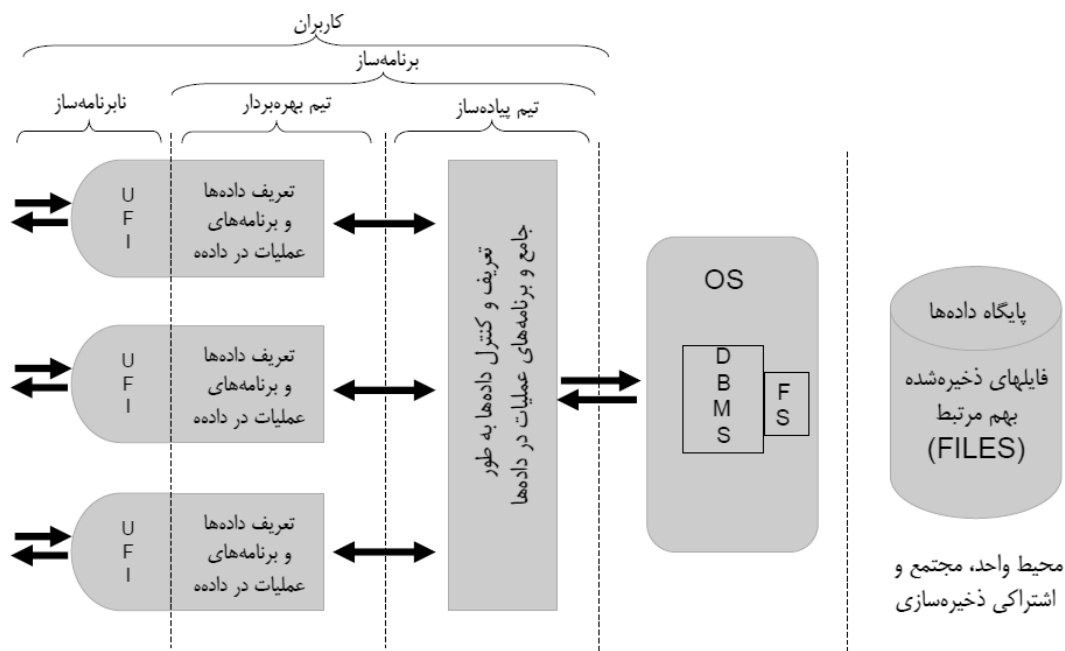 کاربران
برنامه‌ساز
تیم پیاده‌ساز
تیم بهره‌بردار
نابرنامه‌ساز
پایگاه داده‌ها
فایلهای ذخیره‌شده
بهم مرتبط
(FILES)
محیط واحد، مجتمع و
اشتراکی ذخیره‌سازی
OS
D
B
M
S
F
S
تعریف و کنترل داده‌ها به طور
جامع و برنامه‌های عملیات در داده‌ها
تعریف داده‌ها
و برنامه‌های
عملیات در داده‌ه
U
F
I
تعریف داده‌ها
و برنامه‌های
عملیات در داده‌ه
U
F
I
تعریف داده‌ها
و برنامه‌های
عملیات در داده‌ه
U
F
I